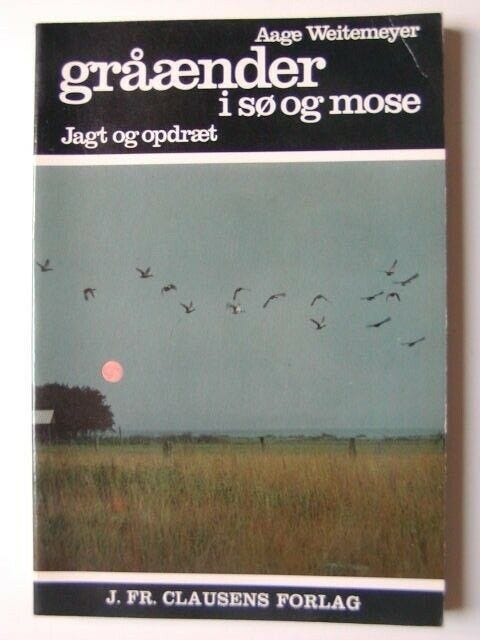 Aage Weitemeyer
gråænder
i sø og mose
Jagt og opdræt
J. FR. CLAUSENS FORLAG